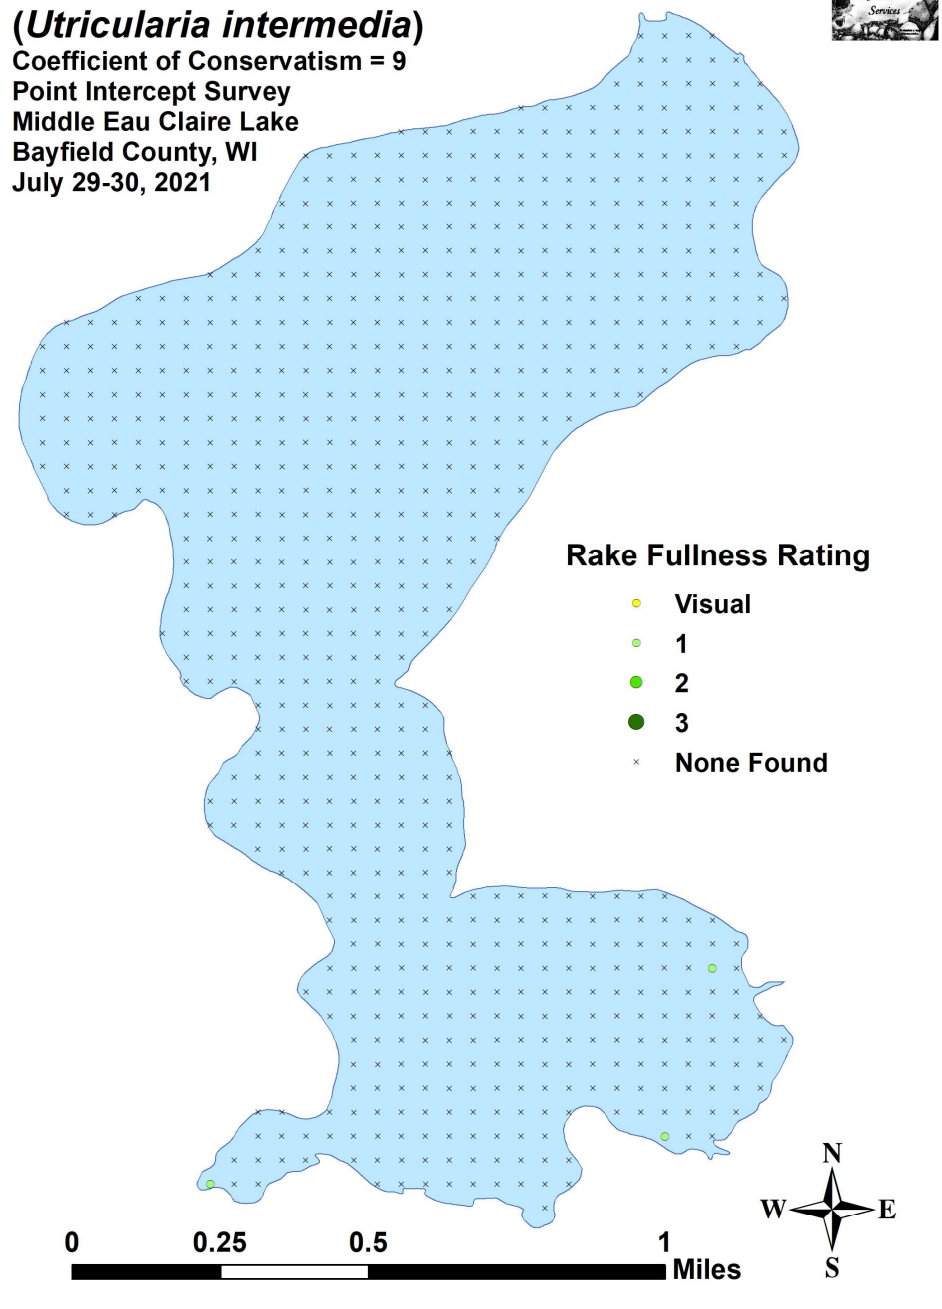 (Utricularia intermedia)
Coefficient of Conservatism = 9
Point Intercept Survey
Middle Eau Claire Lake
Bayfield County, WI
July 29-30, 2021
Services
Rake Fullness Rating
Visual
1
2
3
None Found
N
W E
S
0 0.25 0.5 1
Miles